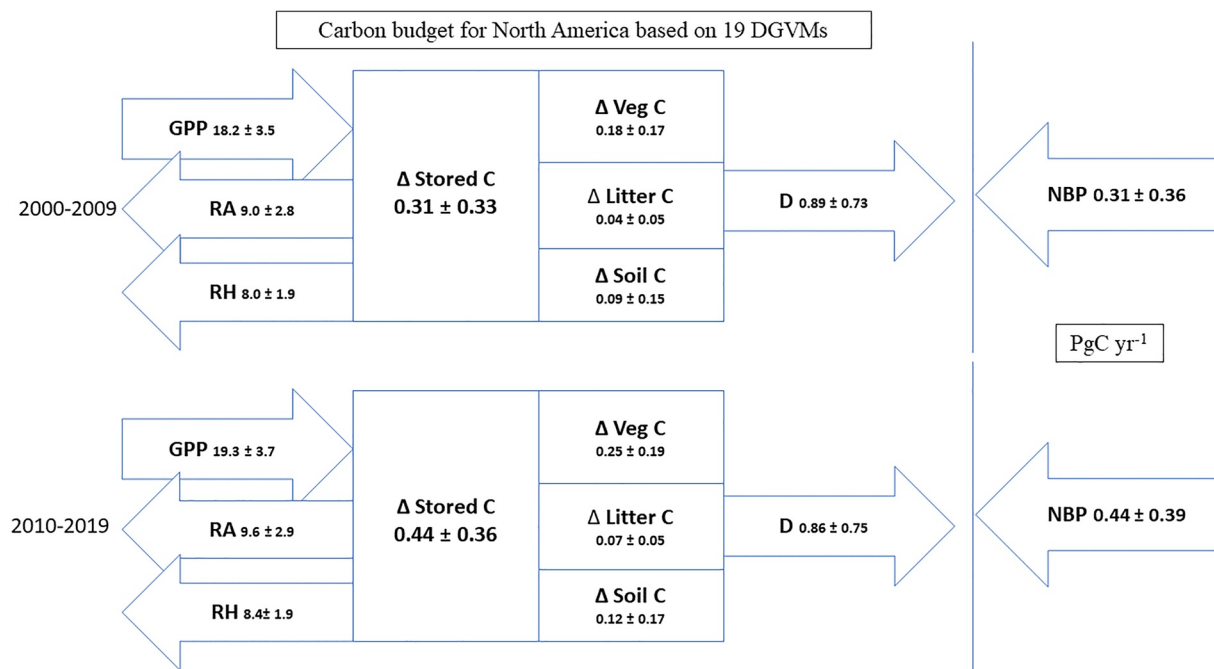 Carbon budget for North America based on 19 DGVMs
2000-2009
GPP 18.2 ± 3.5
RA 9.0 ± 2.8
RH 8.0 ± 1.9
Δ Stored C
0.31 ± 0.33
Δ Veg C
0.18 ± 0.17
Δ Litter C
0.04 ± 0.05
Δ Soil C
0.09 ± 0.15
D 0.89 ± 0.73
NBP 0.31 ± 0.36
PgC yr⁻¹
2010-2019
GPP 19.3 ± 3.7
RA 9.6 ± 2.9
RH 8.4± 1.9
Δ Stored C
0.44 ± 0.36
Δ Veg C
0.25 ± 0.19
Δ Litter C
0.07 ± 0.05
Δ Soil C
0.12 ± 0.17
D 0.86 ± 0.75
NBP 0.44 ± 0.39